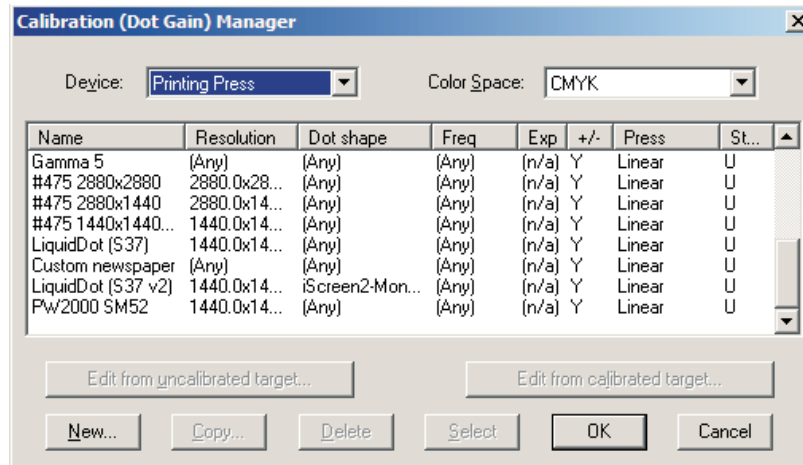 Calibration (Dot Gain) Manager
Device: Printing Press Color Space: CMYK
Name Resolution Dot shape Freq Exp +/- Press St...
Gamma 5 (Any) (Any) (Any) (n/a) Y Linear U
#475 2880x2880 2880.0x28... (Any) (Any) (n/a) Y Linear U
#475 2880x1440 2880.0x14... (Any) (Any) (n/a) Y Linear U
#475 1440x1440... 1440.0x14... (Any) (Any) (n/a) Y Linear U
LiquidDot (S37) 1440.0x14... (Any) (Any) (n/a) Y Linear U
Custom newspaper (Any) (Any) (Any) (n/a) Y Linear U
LiquidDot (S37 v2) 1440.0x14... iScreen2-Mon... (Any) (n/a) Y Linear U
PW2000 SM52 1440.0x14... (Any) (Any) (n/a) Y Linear U
Edit from uncalibrated target... Edit from calibrated target...
New... Copy... Delete Select OK Cancel